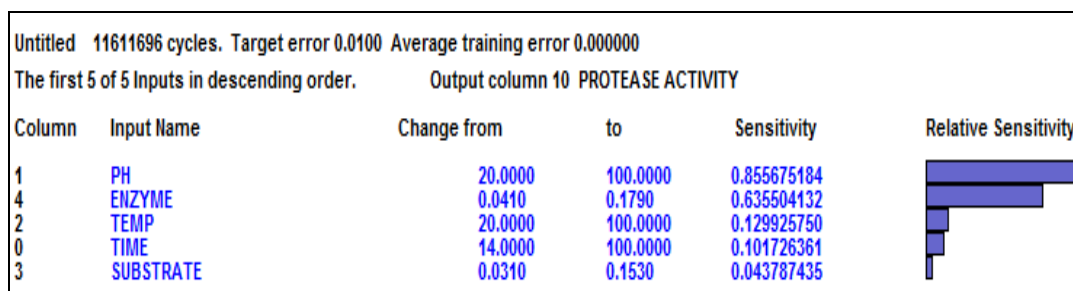 Untitled 11611696 cycles. Target error 0.0100 Average training error 0.000000
The first 5 of 5 Inputs in descending order. Output column 10 PROTEASE ACTIVITY
Column Input Name Change from to Sensitivity Relative Sensitivity
1 PH 20.0000 100.0000 0.855675184
4 ENZYME 0.0410 0.1790 0.635504132
2 TEMP 20.0000 100.0000 0.129925750
0 TIME 14.0000 100.0000 0.101726361
3 SUBSTRATE 0.0310 0.1530 0.043787435